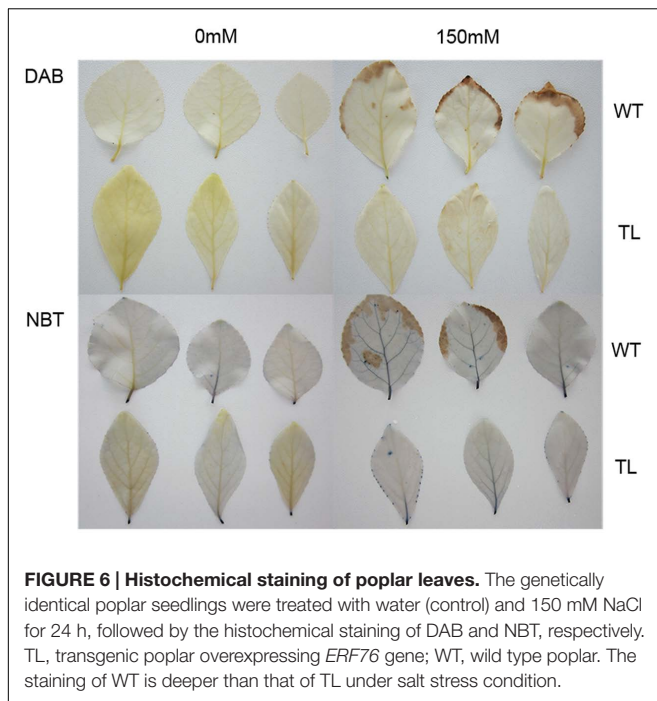 0mM 150mM
DAB
WT
TL
NBT
WT
TL
FIGURE 6 | Histochemical staining of poplar leaves. The genetically
identical poplar seedlings were treated with water (control) and 150 mM NaCl
for 24 h, followed by the histochemical staining of DAB and NBT, respectively.
TL, transgenic poplar overexpressing ERF76 gene; WT, wild type poplar. The
staining of WT is deeper than that of TL under salt stress condition.